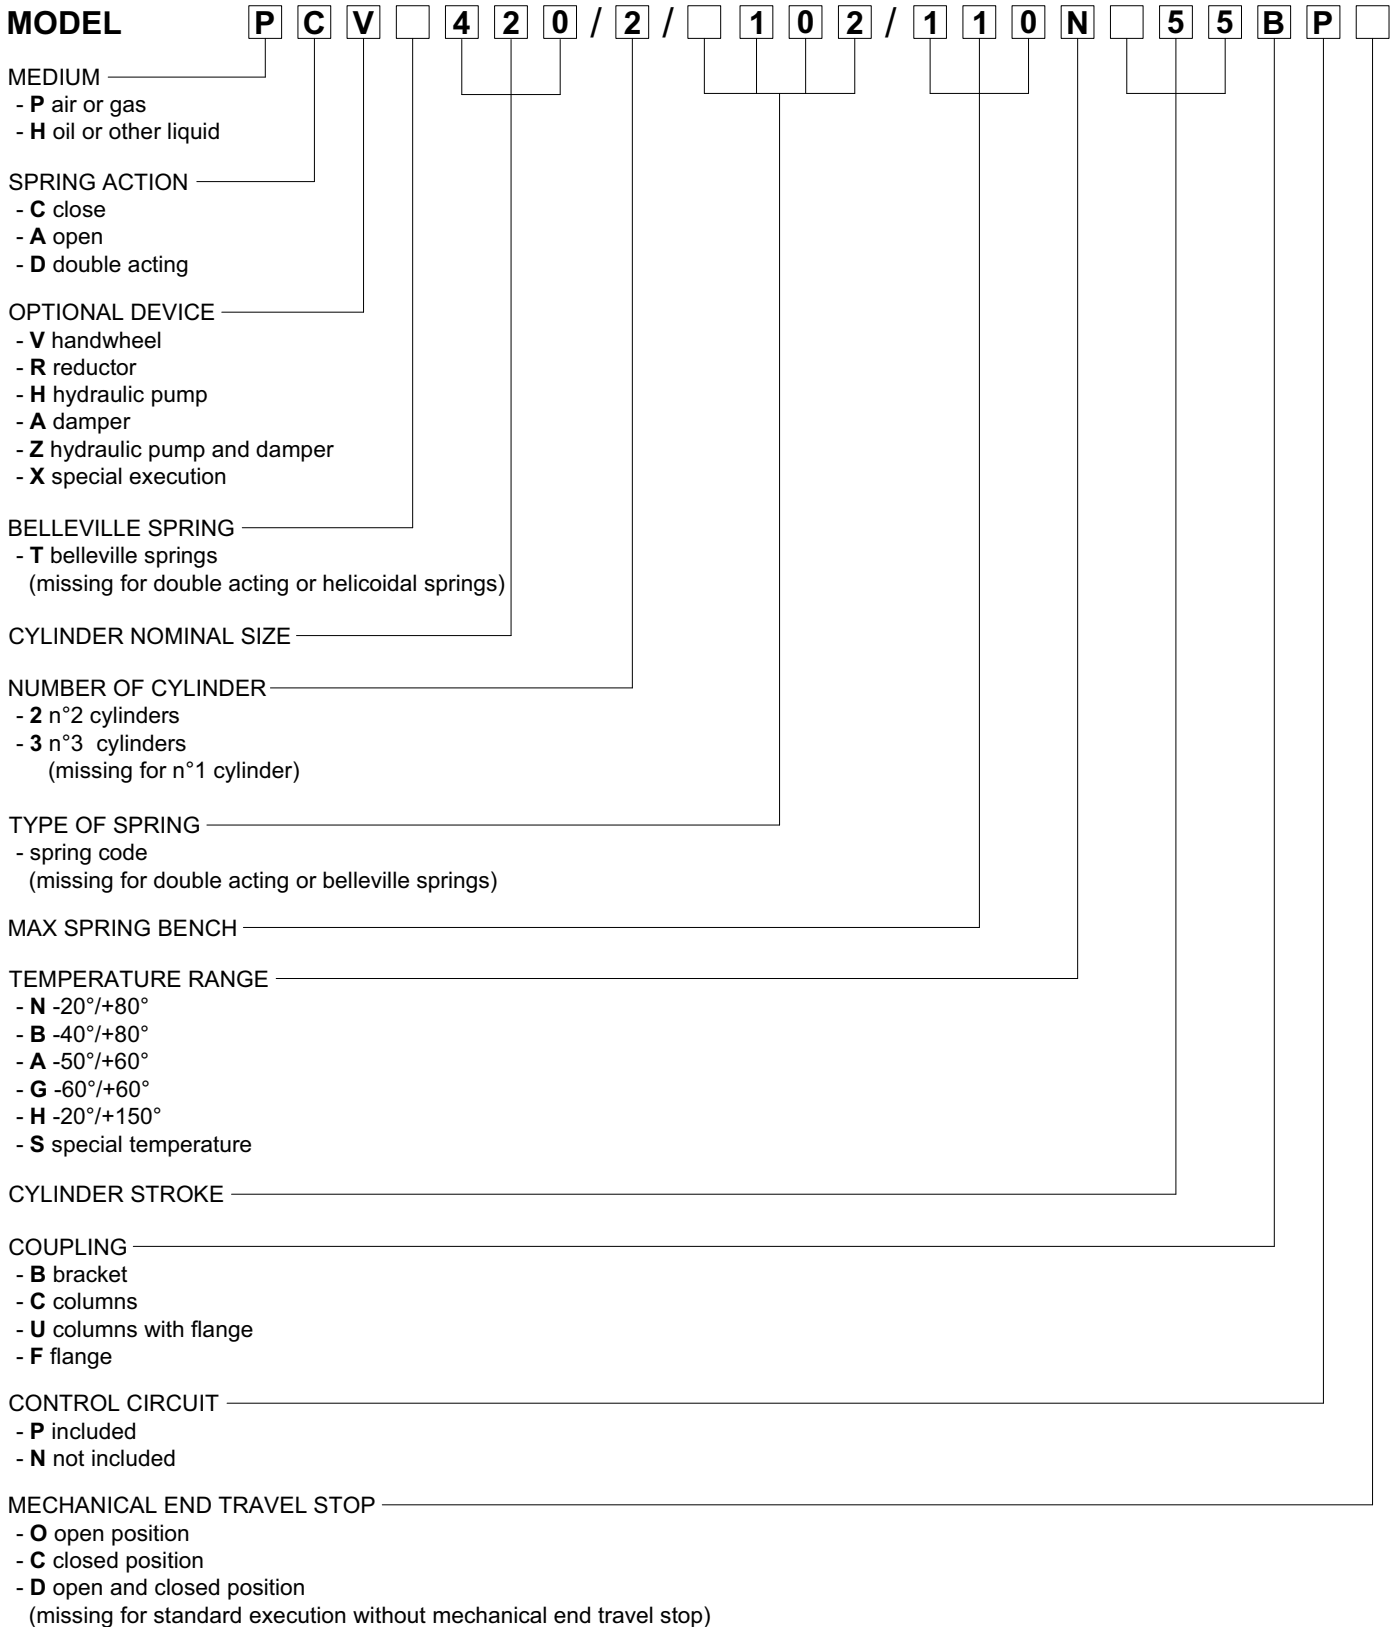 MODEL P C V 4 2 0 / 2 / 1 0 2 / 1 1 0 N 5 5 B P
MEDIUM
- P air or gas
- H oil or other liquid
SPRING ACTION
- C close
- A open
- D double acting
OPTIONAL DEVICE
- V handwheel
- R reductor
- H hydraulic pump
- A damper
- Z hydraulic pump and damper
- X special execution
BELLEVILLE SPRING
- T belleville springs
(missing for double acting or helicoidal springs)
CYLINDER NOMINAL SIZE
NUMBER OF CYLINDER
- 2 n°2 cylinders
- 3 n°3 cylinders
(missing for n°1 cylinder)
TYPE OF SPRING
- spring code
(missing for double acting or belleville springs)
MAX SPRING BENCH
TEMPERATURE RANGE
- N -20°/+80°
- B -40°/+80°
- A -50°/+60°
- G -60°/+60°
- H -20°/+150°
- S special temperature
CYLINDER STROKE
COUPLING
- B bracket
- C columns
- U columns with flange
- F flange
CONTROL CIRCUIT
- P included
- N not included
MECHANICAL END TRAVEL STOP
- O open position
- C closed position
- D open and closed position
(missing for standard execution without mechanical end travel stop)